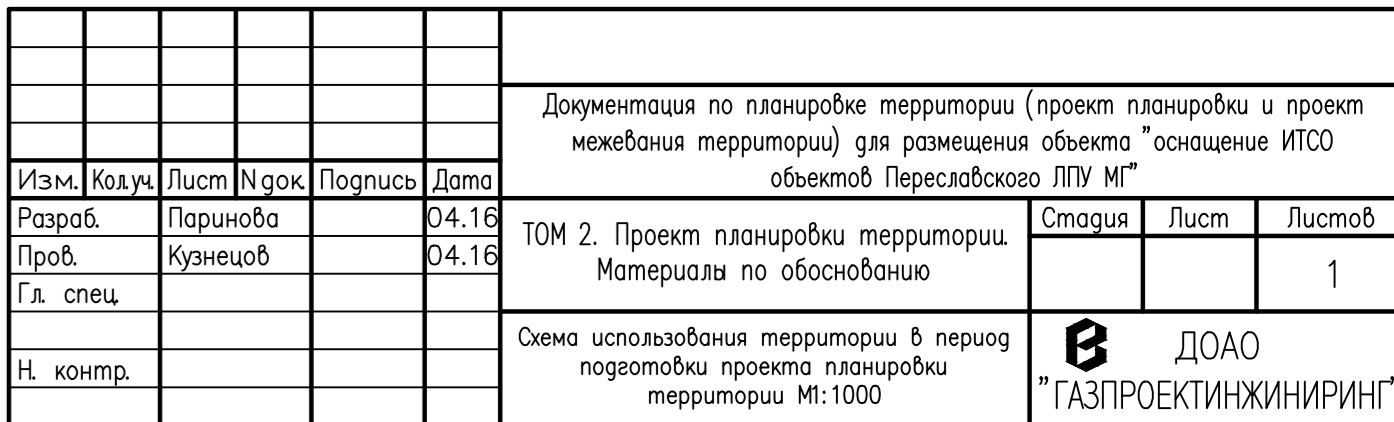 Документация по планировке территории (проект планировки и проект
межевания территории) для размещения объекта "оснащение ИТСО
объектов Переславского ЛПУ МГ"
Изм. Кол.уч. Лист N док. Подпись Дата
Разраб. Паринова 04.16
Пров. Кузнецов 04.16
Гл. спец.
Н. контр.
ТОМ 2. Проект планировки территории.
Материалы по обоснованию
Стадия Лист Листов
1
Схема использования территории в период
подготовки проекта планировки
территории М1:1000
ДОАО
"ГАЗПРОЕКТИНЖИНИРИНГ"